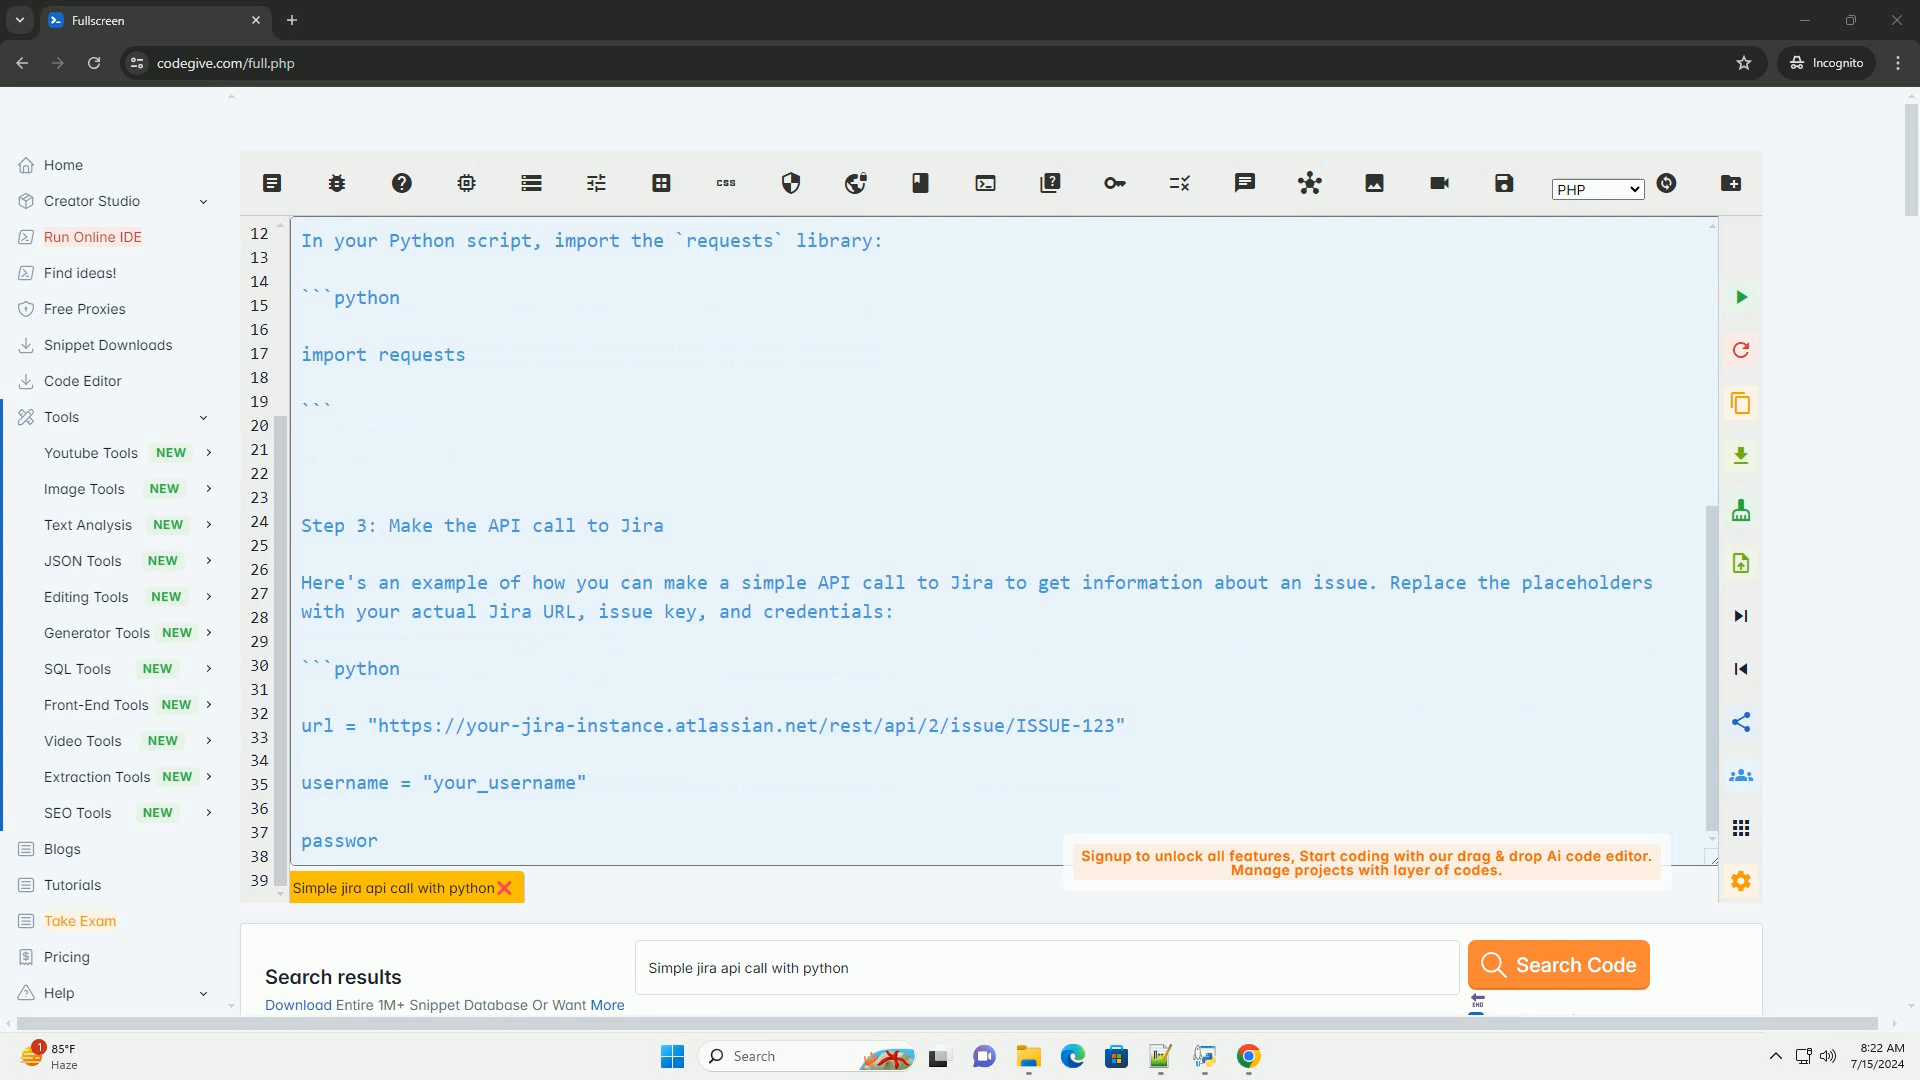 Fullscreen
codegive.com/full.php
Incognito
Home
Creator Studio
Run Online IDE
Find ideas!
Free Proxies
Snippet Downloads
Code Editor
Tools
Youtube Tools NEW
Image Tools NEW
Text Analysis NEW
JSON Tools NEW
Editing Tools NEW
Generator Tools NEW
SQL Tools NEW
Front-End Tools NEW
Video Tools NEW
Extraction Tools NEW
SEO Tools NEW
Blogs
Tutorials
Take Exam
Pricing
Help
css
PHP
12
13
14
15
16
17
18
19
20
21
22
23
24
25
26
27
28
29
30
31
32
33
34
35
36
37
38
39
In your Python script, import the `requests` library:
```python
import requests
```
Step 3: Make the API call to Jira
Here's an example of how you can make a simple API call to Jira to get information about an issue. Replace the placeholders
with your actual Jira URL, issue key, and credentials:
```python
url = "https://your-jira-instance.atlassian.net/rest/api/2/issue/ISSUE-123"
username = "your_username"
passwor
Signup to unlock all features, Start coding with our drag & drop Ai code editor.
Manage projects with layer of codes.
Simple jira api call with python
Search results
Download Entire 1M+ Snippet Database Or Want More
Simple jira api call with python
Search Code
END
1
85°F
Haze
Search
8:22 AM
7/15/2024